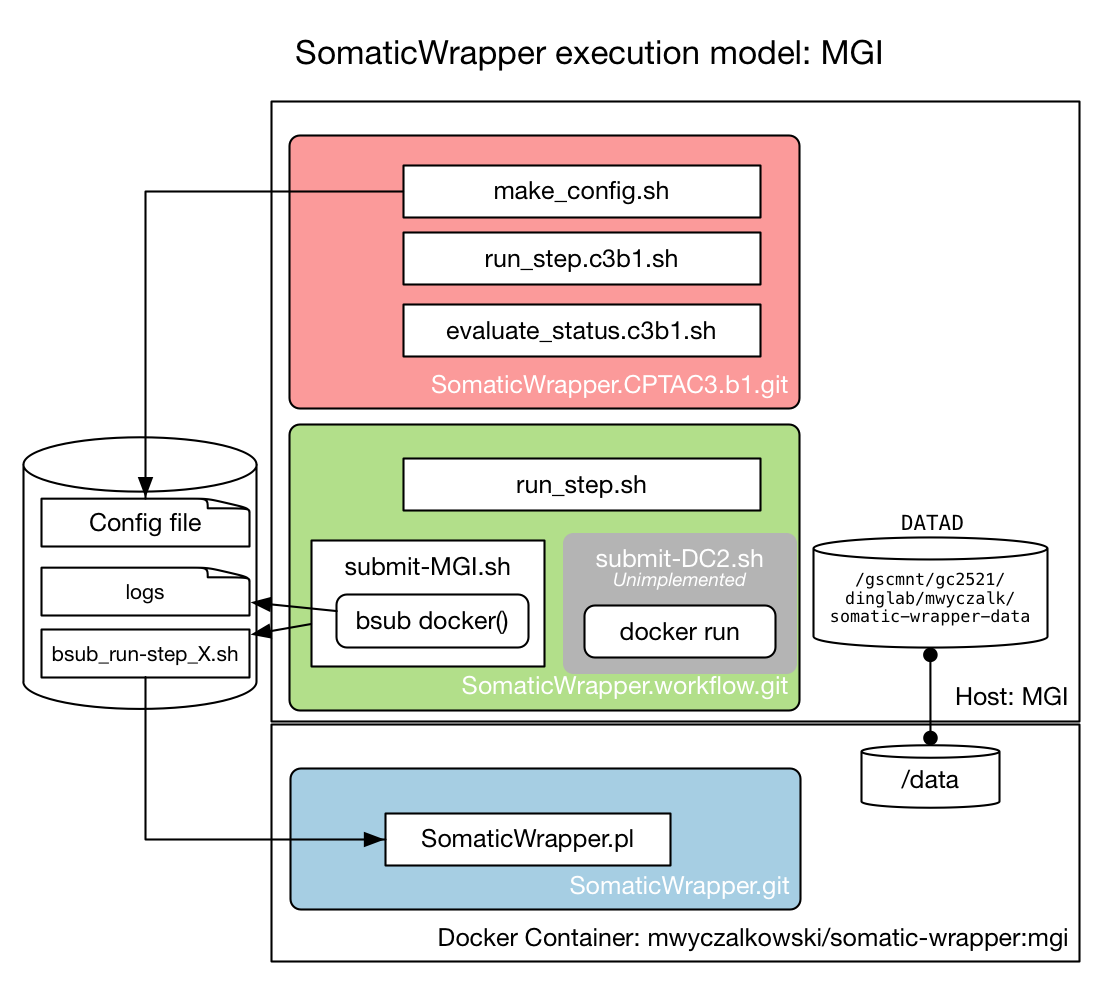 SomaticWrapper execution model: MGI
make_config.sh
run_step.c3b1.sh
evaluate_status.c3b1.sh
SomaticWrapper.CPTAC3.b1.git
Config file
logs
bsub_run-step_X.sh
run_step.sh
submit-MGI.sh
bsub docker()
submit-DC2.sh
Unimplemented
docker run
SomaticWrapper.workflow.git
DATAD
/gscmnt/gc2521/
dinglab/mwyczalk/
somatic-wrapper-data
Host: MGI
/data
SomaticWrapper.pl
SomaticWrapper.git
Docker Container: mwyczalkowski/somatic-wrapper:mgi